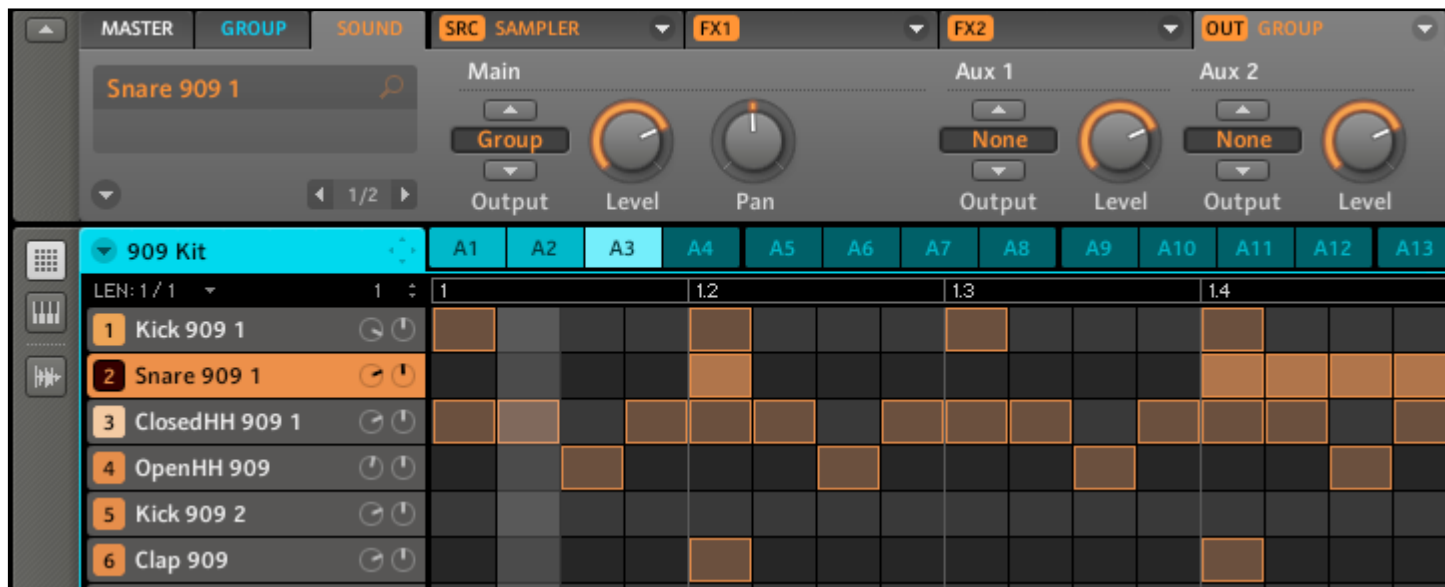 MASTER GROUP SOUND SRC SAMPLER FX1 FX2 OUT GROUP
Main Aux 1 Aux 2
Snare 909 1
Group None None
1/2
Output Level Pan Output Level Output Level
909 Kit A1 A2 A3 A4 A5 A6 A7 A8 A9 A10 A11 A12 A13
LEN: 1 / 1 1 1 1.2 1.3 1.4
1 Kick 909 1
2 Snare 909 1
3 ClosedHH 909 1
4 OpenHH 909
5 Kick 909 2
6 Clap 909